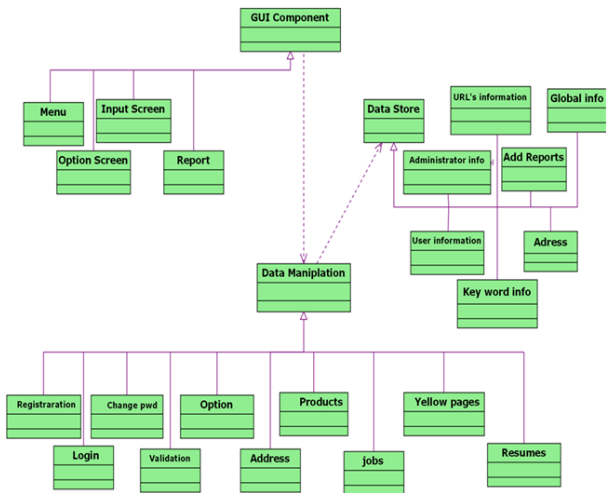 GUI Component
URL's information
Global info
Menu
Input Screen
Data Store
Option Screen
Report
Administrator info
Add Reports
User information
Adress
Data Maniplation
Key word info
Registraration
Change pwd
Option
Products
Yellow pages
Login
Validation
Address
jobs
Resumes